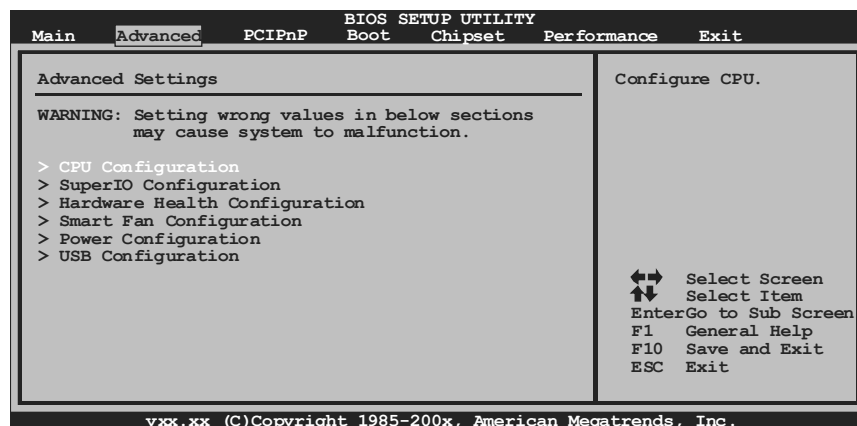 BIOS SETUP UTILITY
Main Advanced PCIPnP Boot Chipset Performance Exit
Advanced Settings
WARNING: Setting wrong values in below sections
may cause system to malfunction.
> CPU Configuration
> SuperIO Configuration
> Hardware Health Configuration
> Smart Fan Configuration
> Power Configuration
> USB Configuration
Configure CPU.
Select Screen
Select Item
EnterGo to Sub Screen
F1 General Help
F10 Save and Exit
ESC Exit
vxx.xx (C)Copyright 1985-200x, American Megatrends, Inc.